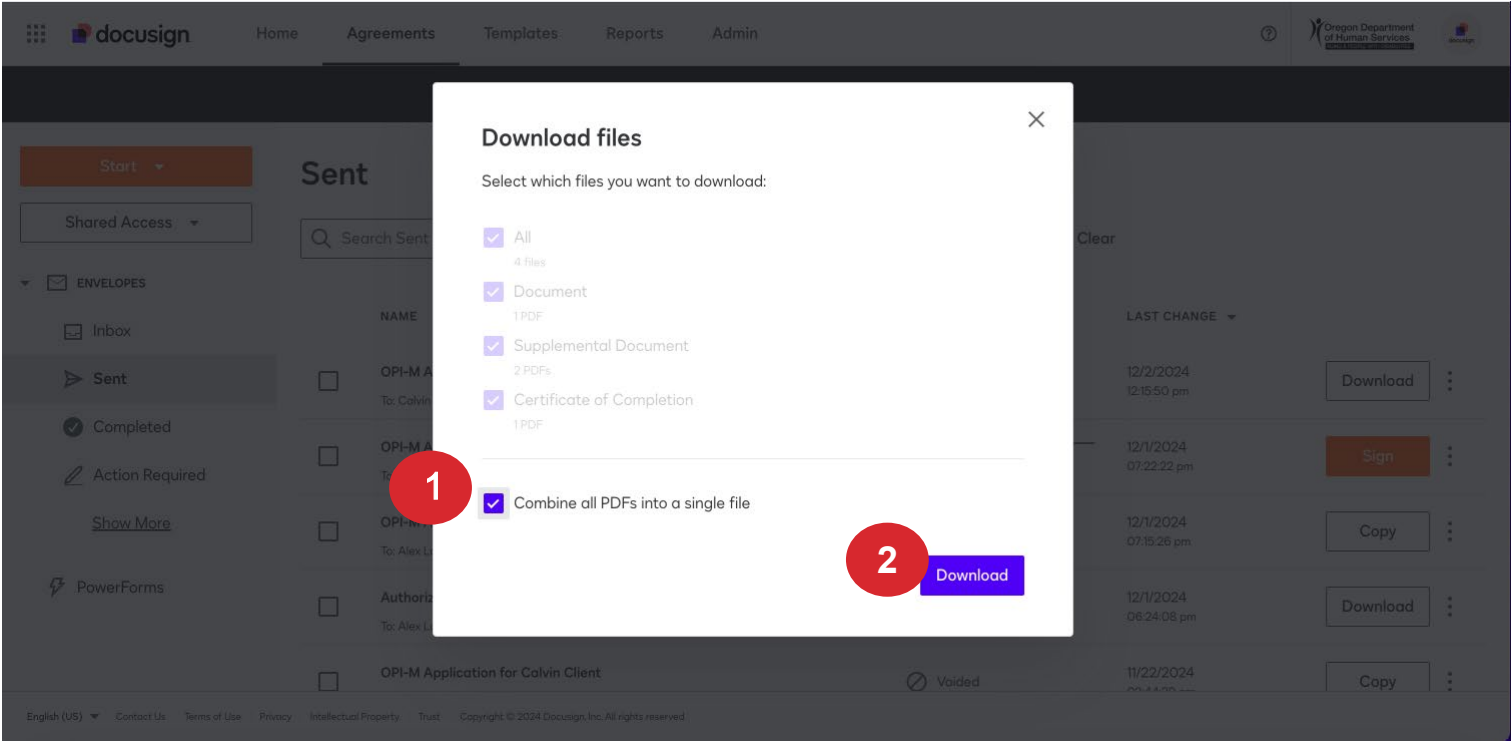 docusign
Home
Agreements
Templates
Reports
Admin
Oregon Department
of Human Services
docusign
Start
Shared Access
ENVELOPES
Inbox
Sent
Completed
Action Required
Show More
PowerForms
Sent
Search Sent
Clear
NAME
LAST CHANGE
OPI-M A
To: Calvin
12/2/2024
12:15:50 pm
Download
OPI-M A
To
12/1/2024
07:22:22 pm
Sign
OPI-M
To: Alex L
12/1/2024
07:15:26 pm
Copy
Authoriz
To: Alex L
12/1/2024
06:24:08 pm
Download
OPI-M Application for Calvin Client
Voided
11/22/2024
Copy
Download files
Select which files you want to download:
All
4 files
Document
1 PDF
Supplemental Document
2 PDFs
Certificate of Completion
1 PDF
1
Combine all PDFs into a single file
2
Download
English (US)
Contact Us
Terms of Use
Privacy
Intellectual Property
Trust
Copyright © 2024 Docusign, Inc. All rights reserved